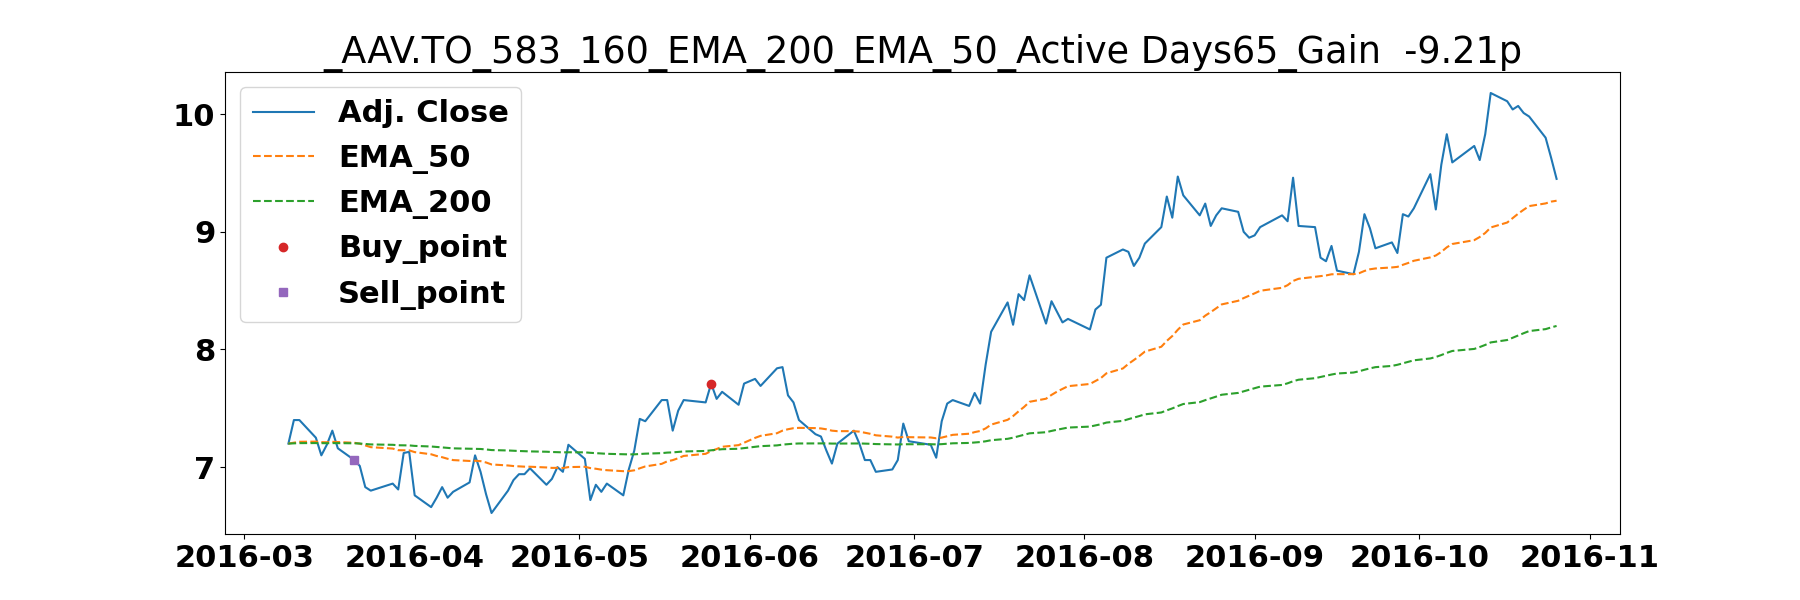 _AAV.TO_583_160_EMA_200_EMA_50_Active Days65_Gain  -9.21p
Adj. Close
EMA_50
EMA_200
Buy_point
Sell_point
10
9
8
7
2016-03 2016-04 2016-05 2016-06 2016-07 2016-08 2016-09 2016-10 2016-11